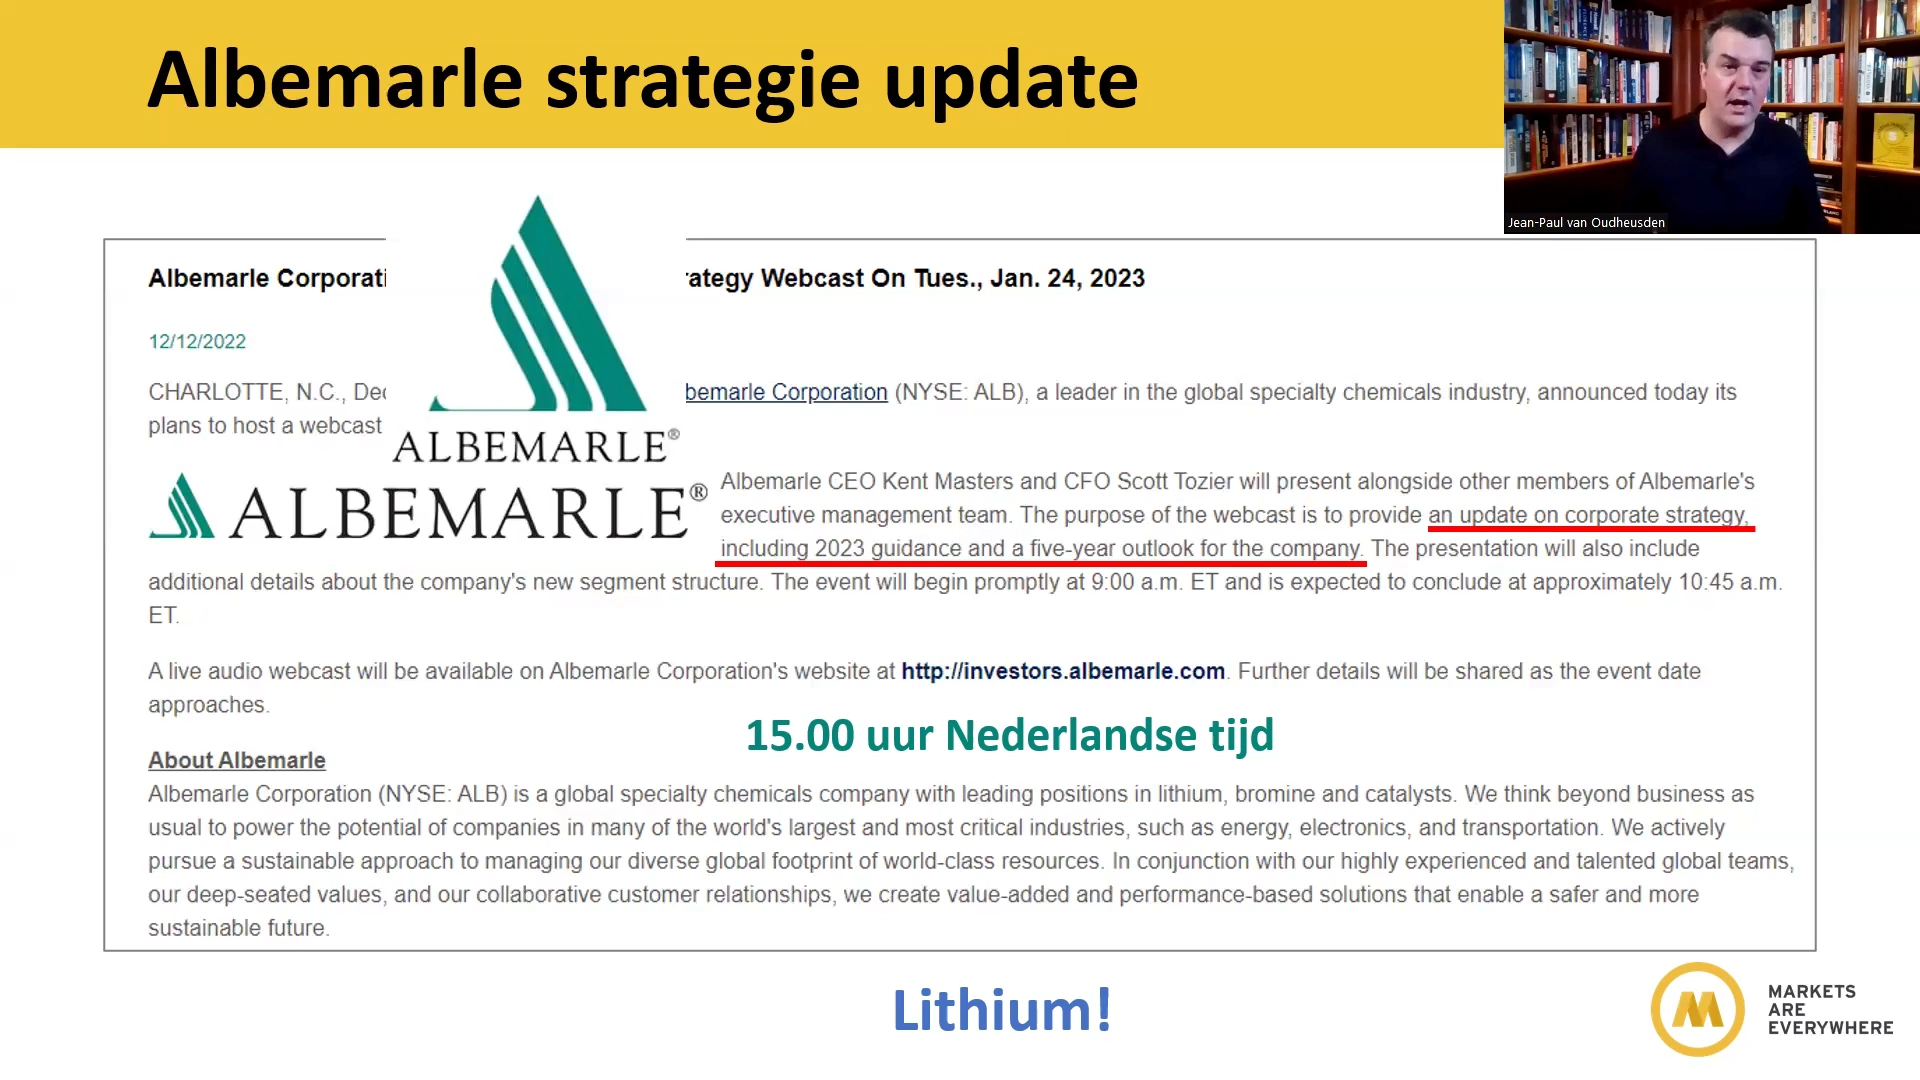 Albemarle strategie update
Jean-Paul van Oudheusden
Albemarle Corporati
rategy Webcast On Tues., Jan. 24, 2023
12/12/2022
CHARLOTTE, N.C., Dec
bemarle Corporation (NYSE: ALB), a leader in the global specialty chemicals industry, announced today its
plans to host a webcast
ALBEMARLE®
ALBEMARLE®
Albemarle CEO Kent Masters and CFO Scott Tozier will present alongside other members of Albemarle's
executive management team. The purpose of the webcast is to provide an update on corporate strategy,
including 2023 guidance and a five-year outlook for the company. The presentation will also include
additional details about the company's new segment structure. The event will begin promptly at 9:00 a.m. ET and is expected to conclude at approximately 10:45 a.m.
ET.
A live audio webcast will be available on Albemarle Corporation's website at http://investors.albemarle.com. Further details will be shared as the event date
approaches.
15.00 uur Nederlandse tijd
About Albemarle
Albemarle Corporation (NYSE: ALB) is a global specialty chemicals company with leading positions in lithium, bromine and catalysts. We think beyond business as
usual to power the potential of companies in many of the world's largest and most critical industries, such as energy, electronics, and transportation. We actively
pursue a sustainable approach to managing our diverse global footprint of world-class resources. In conjunction with our highly experienced and talented global teams,
our deep-seated values, and our collaborative customer relationships, we create value-added and performance-based solutions that enable a safer and more
sustainable future.
Lithium!
MARKETS
ARE
EVERYWHERE